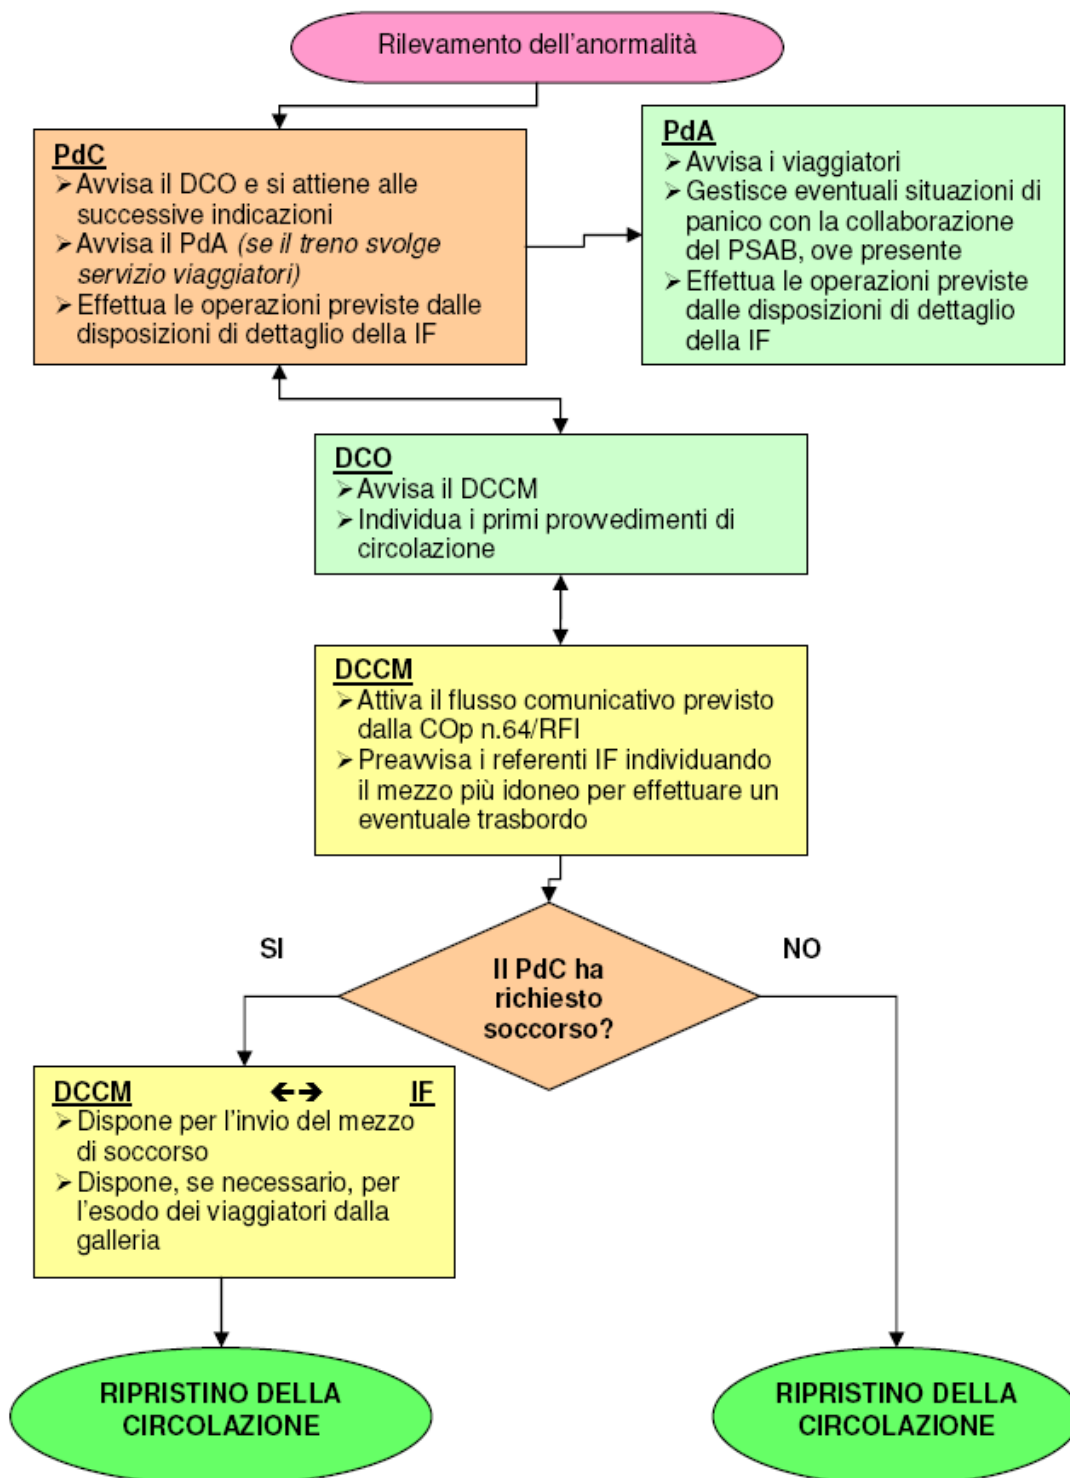 Rilevamento dell'anormalità
PdC
➢Avvisa il DCO e si attiene alle
successive indicazioni
➢Avvisa il PdA (se il treno svolge
servizio viaggiatori)
➢Effettua le operazioni previste dalle
disposizioni di dettaglio della IF
PdA
➢Avvisa i viaggiatori
➢Gestisce eventuali situazioni di
panico con la collaborazione
del PSAB, ove presente
➢Effettua le operazioni previste
dalle disposizioni di dettaglio
della IF
DCO
➢Avvisa il DCCM
➢Individua i primi provvedimenti di
circolazione
DCCM
➢Attiva il flusso comunicativo previsto
dalla COp n.64/RFI
➢Preavvisa i referenti IF individuando
il mezzo più idoneo per effettuare un
eventuale trasbordo
SI
NO
Il PdC ha
richiesto
soccorso?
DCCM ←→ IF
➢Dispone per l'invio del mezzo
di soccorso
➢Dispone, se necessario, per
l'esodo dei viaggiatori dalla
galleria
RIPRISTINO DELLA
CIRCOLAZIONE
RIPRISTINO DELLA
CIRCOLAZIONE